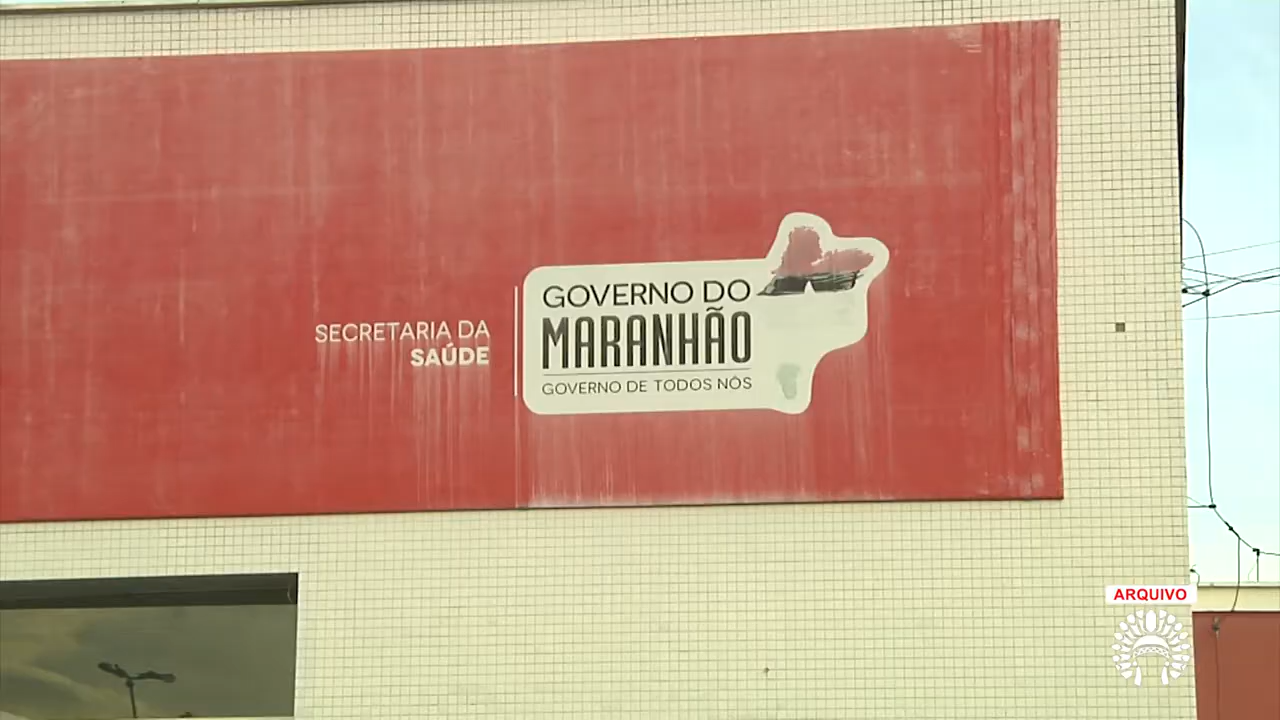 SECRETARIA DA
SAÚDE
GOVERNO DO
MARANHÃO
GOVERNO DE TODOS NÓS
ARQUIVO